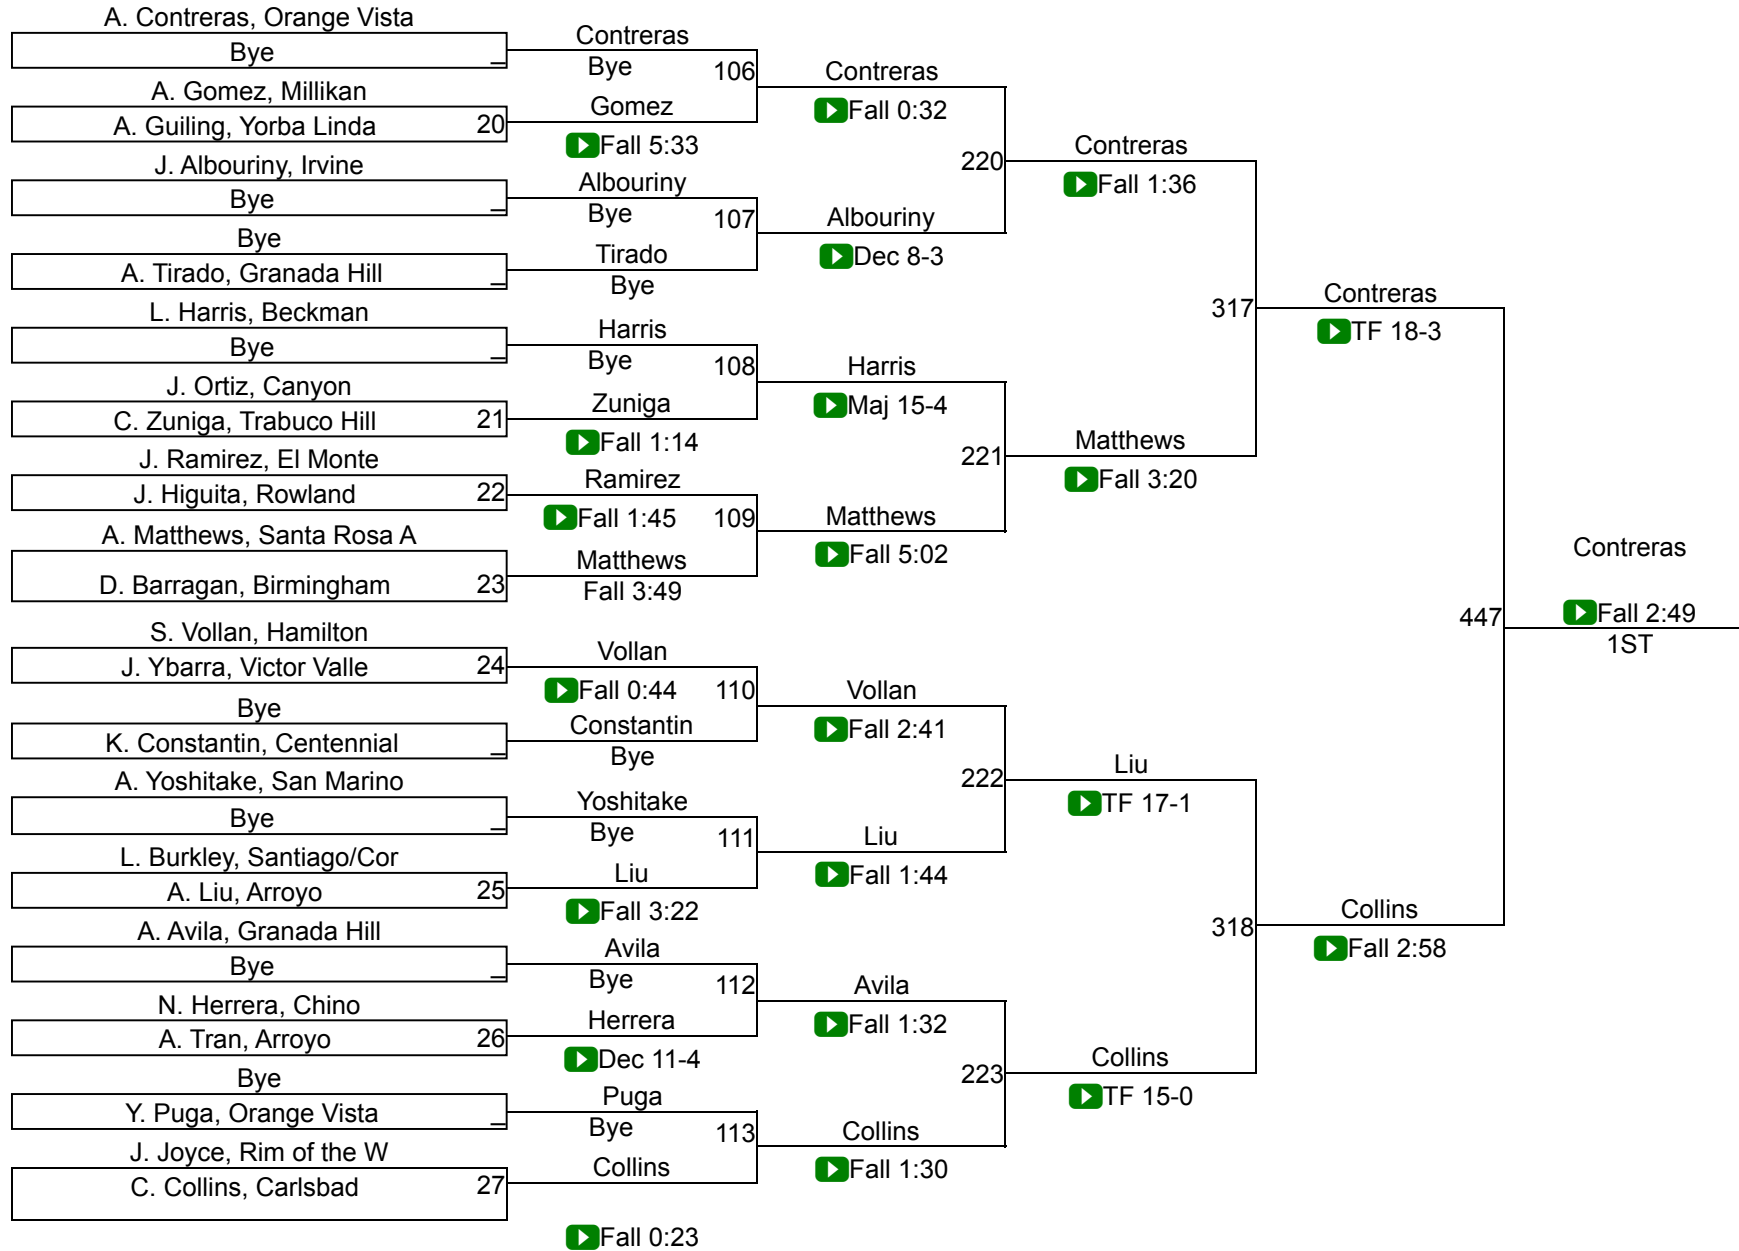 A. Contreras, Orange Vista
Bye
_
A. Gomez, Millikan
A. Guiling, Yorba Linda 20
J. Albouriny, Irvine
Bye
_
Bye
A. Tirado, Granada Hill
_
L. Harris, Beckman
Bye
_
J. Ortiz, Canyon
C. Zuniga, Trabuco Hill 21
J. Ramirez, El Monte
J. Higuita, Rowland 22
A. Matthews, Santa Rosa A
D. Barragan, Birmingham 23
S. Vollan, Hamilton
J. Ybarra, Victor Valle 24
Bye
K. Constantin, Centennial
_
A. Yoshitake, San Marino
Bye
_
L. Burkley, Santiago/Cor
A. Liu, Arroyo 25
A. Avila, Granada Hill
Bye
_
N. Herrera, Chino
A. Tran, Arroyo 26
Bye
Y. Puga, Orange Vista
_
J. Joyce, Rim of the W
C. Collins, Carlsbad 27
Contreras
Bye 106
Gomez
Fall 5:33
Albouriny
Bye 107
Tirado
Bye
Harris
Bye 108
Zuniga
Fall 1:14
Ramirez
Fall 1:45 109
Matthews
Fall 3:49
Vollan
Fall 0:44 110
Constantin
Bye
Yoshitake
Bye 111
Liu
Fall 3:22
Avila
Bye 112
Herrera
Dec 11-4
Puga
Bye 113
Collins
Fall 0:23
Contreras
Fall 0:32
220
Albouriny
Dec 8-3
Harris
Maj 15-4
221
Matthews
Fall 5:02
Vollan
Fall 2:41
222
Liu
Fall 1:44
Avila
Fall 1:32
223
Collins
Fall 1:30
Contreras
Fall 1:36
317
Matthews
Fall 3:20
Liu
TF 17-1
318
Collins
TF 15-0
Contreras
TF 18-3
447
Collins
Fall 2:58
Contreras
Fall 2:49
1ST